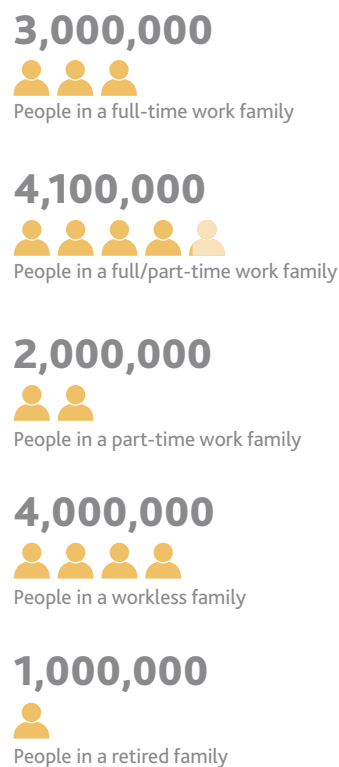 3,000,000
People in a full-time work family
4,100,000
People in a full/part-time work family
2,000,000
People in a part-time work family
4,000,000
People in a workless family
1,000,000
People in a retired family